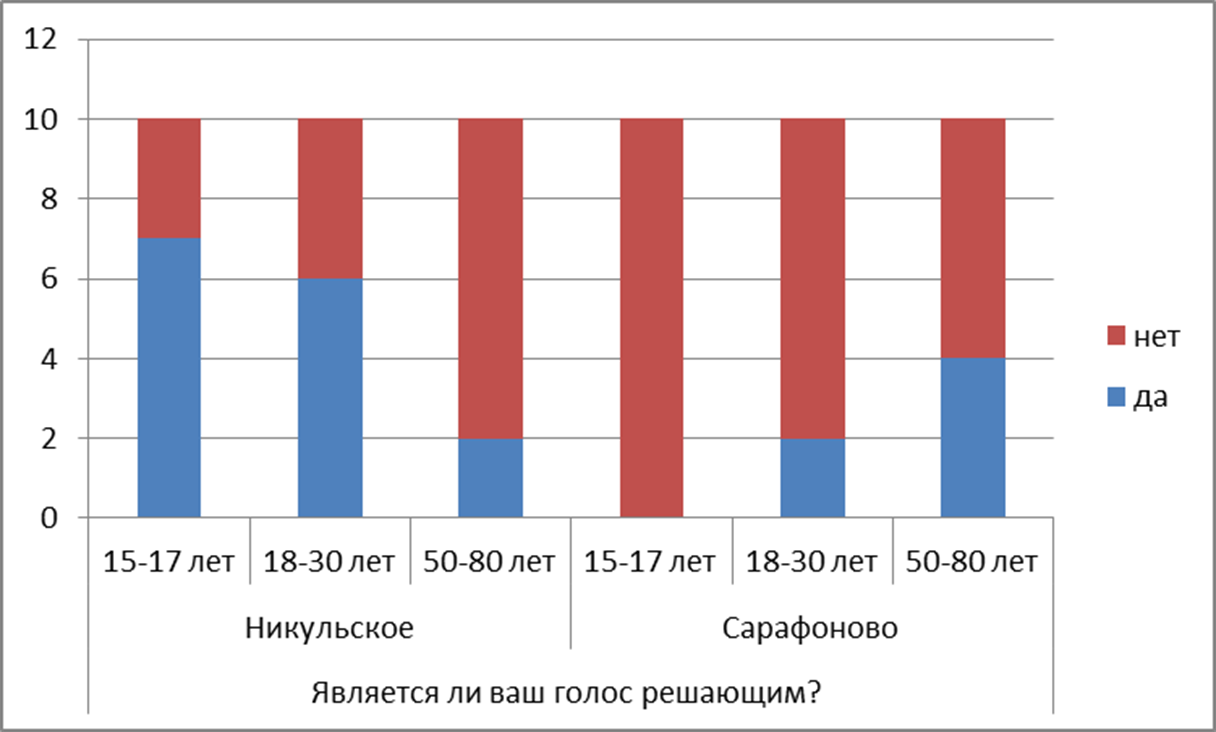 12
10
8
6
4
2
0
нет
да
15-17 лет 18-30 лет 50-80 лет 15-17 лет 18-30 лет 50-80 лет
Никульское Сарафоново
Является ли ваш голос решающим?